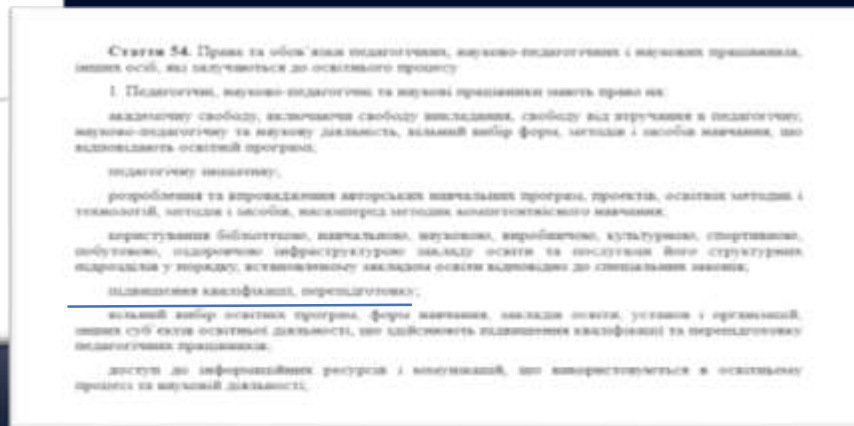 Стаття 54. Права та обов’язки педагогічних, науково-педагогічних і наукових працівників,
інших осіб, які залучаються до освітнього процесу
1. Педагогічні, науково-педагогічні та наукові працівники мають право на:
академічну свободу, включаючи свободу викладання, свободу від втручання в педагогічну,
науково-педагогічну та наукову діяльність, вільний вибір форм, методів і засобів навчання, що
відповідають освітній програмі;
педагогічну ініціативу;
розроблення та впровадження авторських навчальних програм, проектів, освітніх методик і
технологій, методів і засобів, насамперед методик компетентнісного навчання;
користування бібліотекою, навчальною, науковою, виробничою, культурною, спортивною,
побутовою, оздоровчою інфраструктурою закладу освіти та послугами його структурних
підрозділів у порядку, встановленому закладом освіти відповідно до спеціальних законів;
підвищення кваліфікації, перепідготовку;
вільний вибір освітніх програм, форм навчання, закладів освіти, установ і організацій,
інших суб’єктів освітньої діяльності, що здійснюють підвищення кваліфікації та перепідготовку
педагогічних працівників;
доступ до інформаційних ресурсів і комунікацій, що використовуються в освітньому
процесі та науковій діяльності;